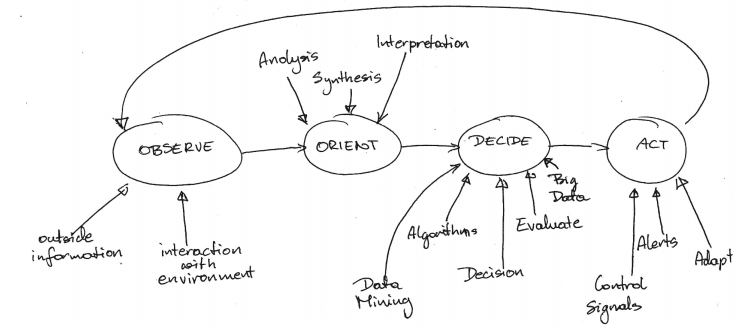 Analysis
Synthesis
Interpretation
OBSERVE
ORIENT
DECIDE
ACT
outside
information
interaction
with
environment
Data
Mining
Algorithms
Decision
Evaluate
Big
Data
Control
Signals
Alerts
Adapt